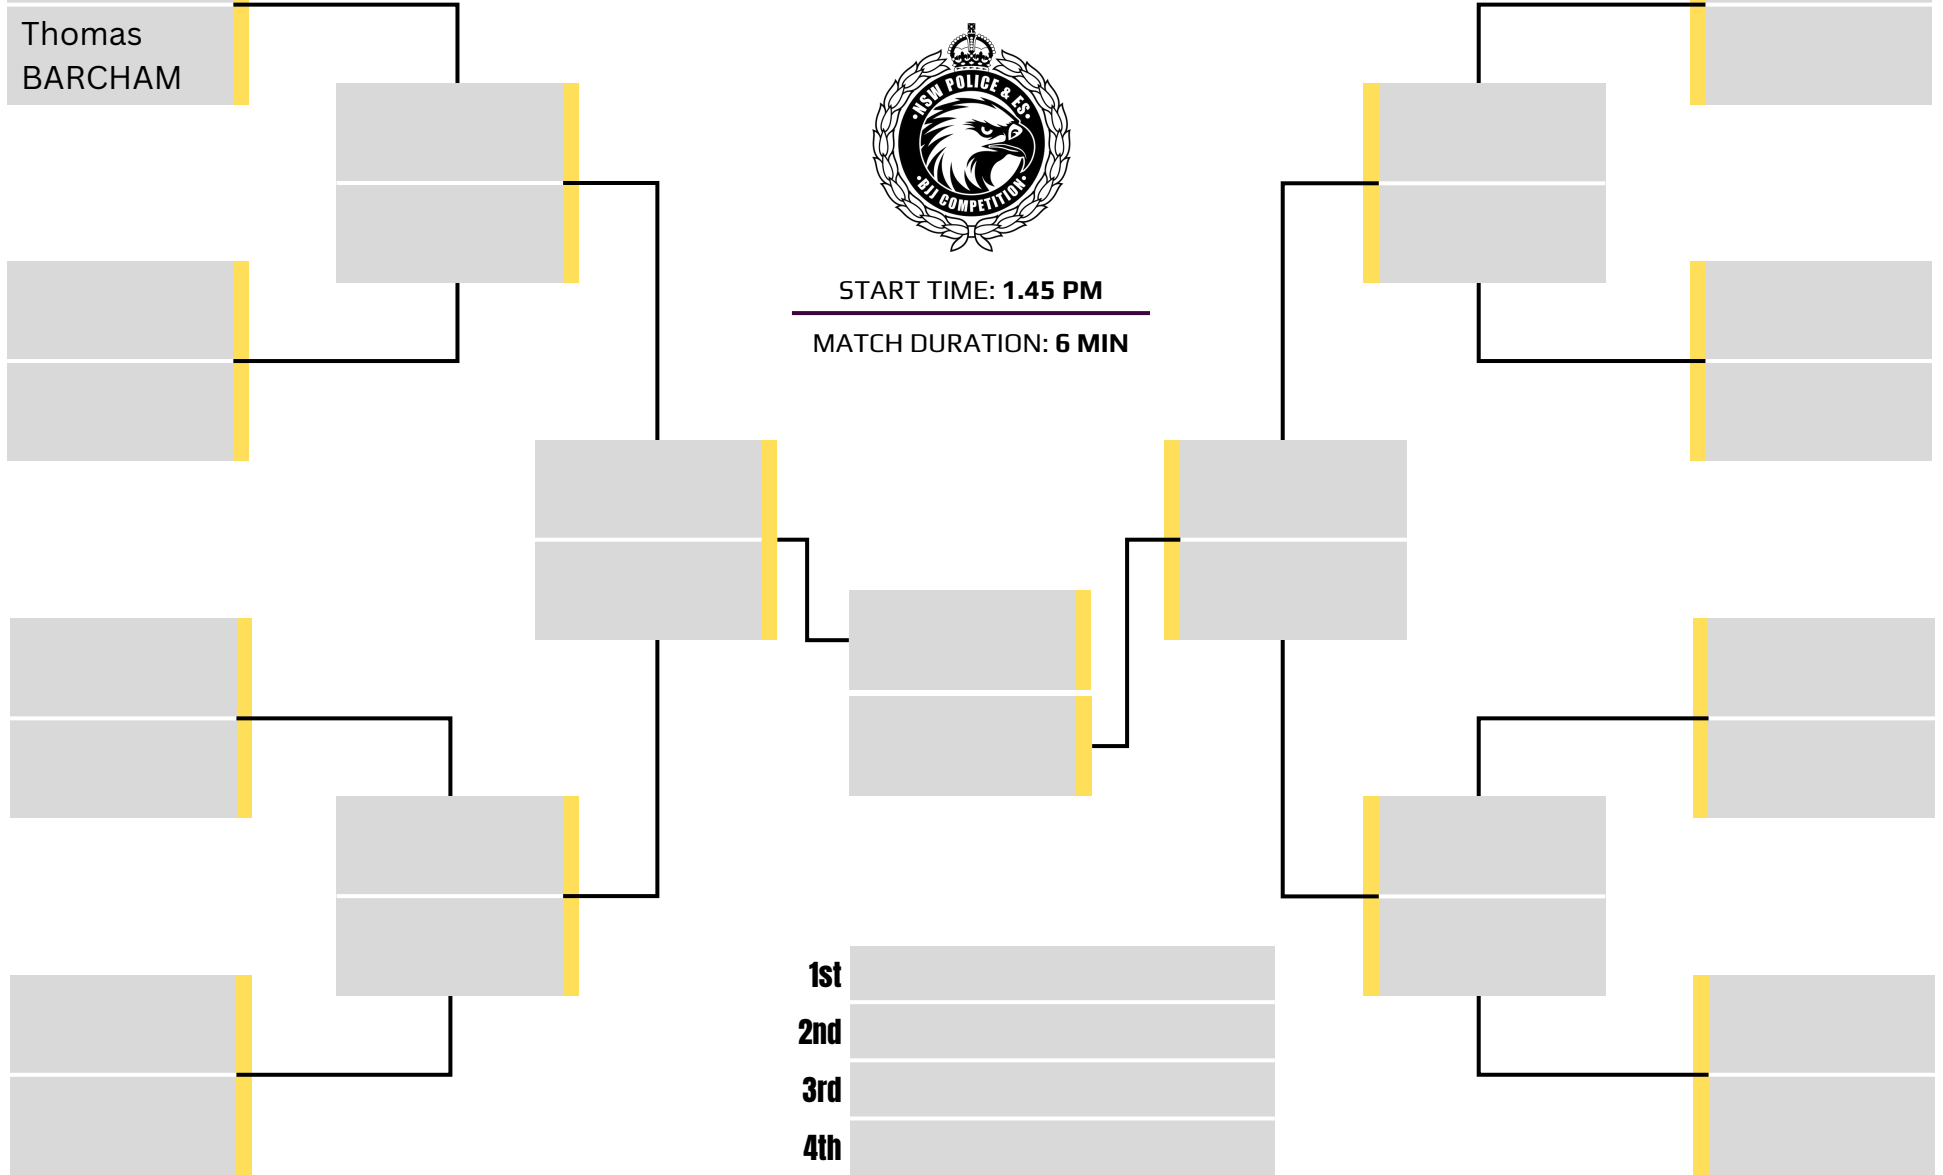 Thomas
BARCHAM
·NSW POLICE & ES·
·BJJ COMPETITION·
START TIME: 1.45 PM
MATCH DURATION: 6 MIN
1st
2nd
3rd
4th